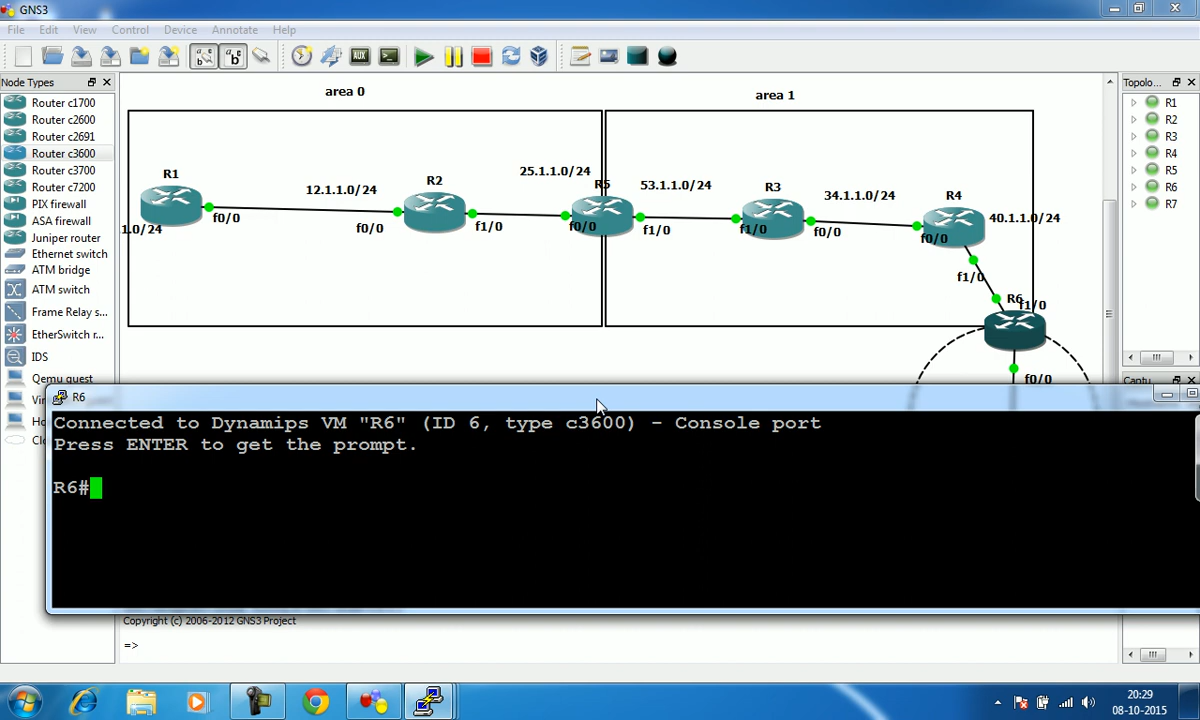 GNS3
File Edit View Control Device Annotate Help
AUX
Node Types
Router c1700
Router c2600
Router c2691
Router c3600
Router c3700
Router c7200
PIX firewall
ASA firewall
Juniper router
Ethernet switch
ATM bridge
ATM switch
Frame Relay s...
EtherSwitch r...
IDS
Qemu guest
area 0
area 1
R1
f0/0
1.0/24
12.1.1.0/24
R2
f0/0
f1/0
25.1.1.0/24
R5
f0/0
f1/0
53.1.1.0/24
R3
f1/0
f0/0
34.1.1.0/24
R4
f0/0
40.1.1.0/24
f1/0
R6
f1/0
f0/0
Topolo...
R1
R2
R3
R4
R5
R6
R7
Captu
R6
Connected to Dynamips VM "R6" (ID 6, type c3600) - Console port
Press ENTER to get the prompt.
R6#
Copyright (c) 2006-2012 GNS3 Project
=>
20:29
08-10-2015